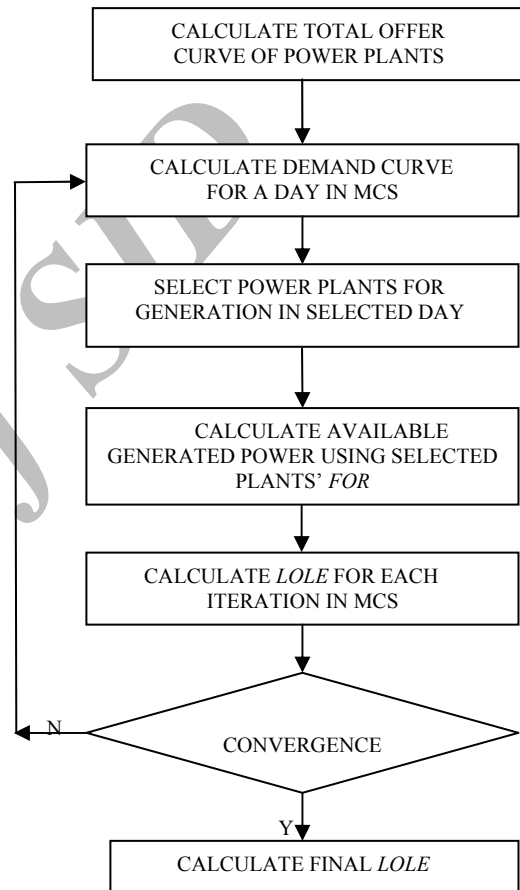 CALCULATE TOTAL OFFER
CURVE OF POWER PLANTS
CALCULATE DEMAND CURVE
FOR A DAY IN MCS
SELECT POWER PLANTS FOR
GENERATION IN SELECTED DAY
CALCULATE AVAILABLE
GENERATED POWER USING SELECTED
PLANTS’ FOR
CALCULATE LOLE FOR EACH
ITERATION IN MCS
N
CONVERGENCE
Y
CALCULATE FINAL LOLE